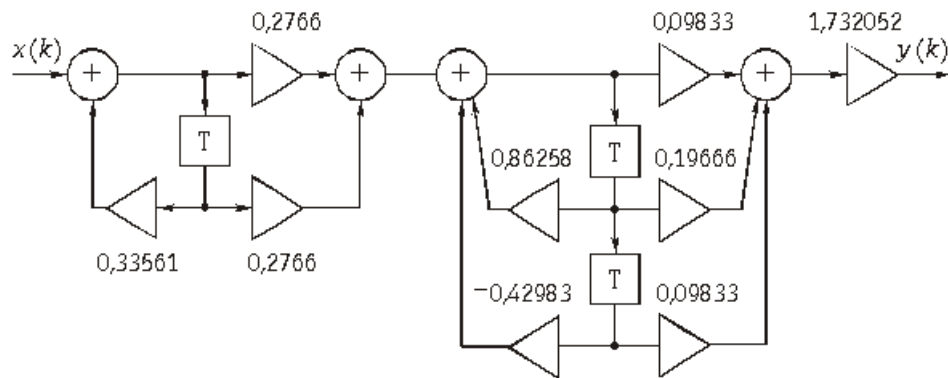 0,2766
0,09833
1,732052
x(k)
+
+
+
+
y(k)
T
T
0,86258
0,19666
0,33561
0,2766
T
−0,42983
0,09833